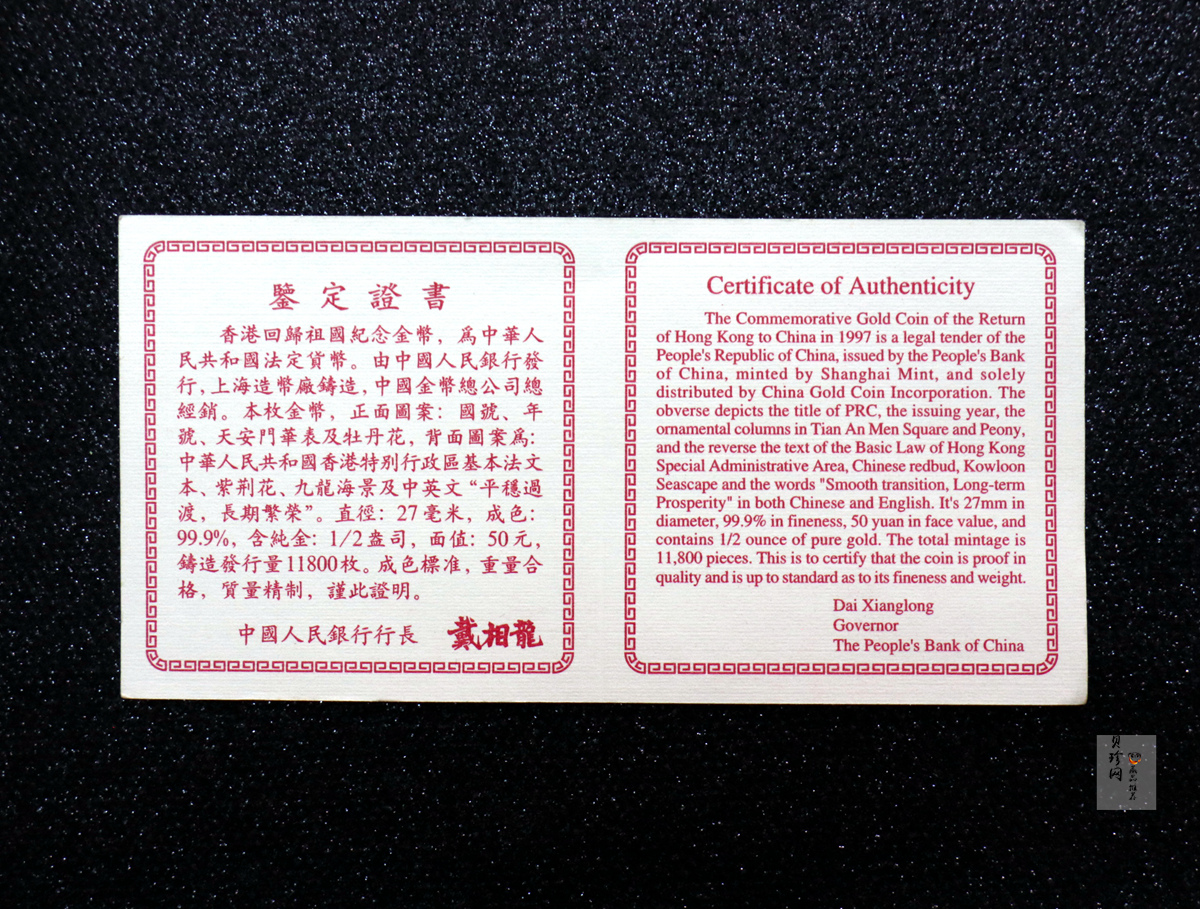 鑒定證書
香港回歸祖國紀念金幣，爲中華人
民共和國法定貨幣。由中國人民銀行發
行，上海造幣廠鑄造，中國金幣總公司總
經銷。本枚金幣，正面圖案：國號、年
號、天安門華表及牡丹花，背面圖案爲：
中華人民共和國香港特别行政區基本法文
本、紫荆花、九龍海景及中英文“平穩過
渡，長期繁榮”。直徑：27毫米，成色：
99.9%，含純金：1/2盎司，面值：50元，
鑄造發行量11800枚。成色標准，重量合
格，質量精制，謹此證明。
中國人民銀行行長 戴相龍
Certificate of Authenticity
The Commemorative Gold Coin of the Return
of Hong Kong to China in 1997 is a legal tender of the
People's Republic of China, issued by the People's Bank
of China, minted by Shanghai Mint, and solely
distributed by China Gold Coin Incorporation. The
obverse depicts the title of PRC, the issuing year, the
ornamental columns in Tian An Men Square and Peony,
and the reverse the text of the Basic Law of Hong Kong
Special Administrative Area, Chinese redbud, Kowloon
Seascape and the words "Smooth transition, Long-term
Prosperity" in both Chinese and English. It's 27mm in
diameter, 99.9% in fineness, 50 yuan in face value, and
contains 1/2 ounce of pure gold. The total mintage is
11,800 pieces. This is to certify that the coin is proof in
quality and is up to standard as to its fineness and weight.
Dai Xianglong
Governor
The People's Bank of China
贝珍网